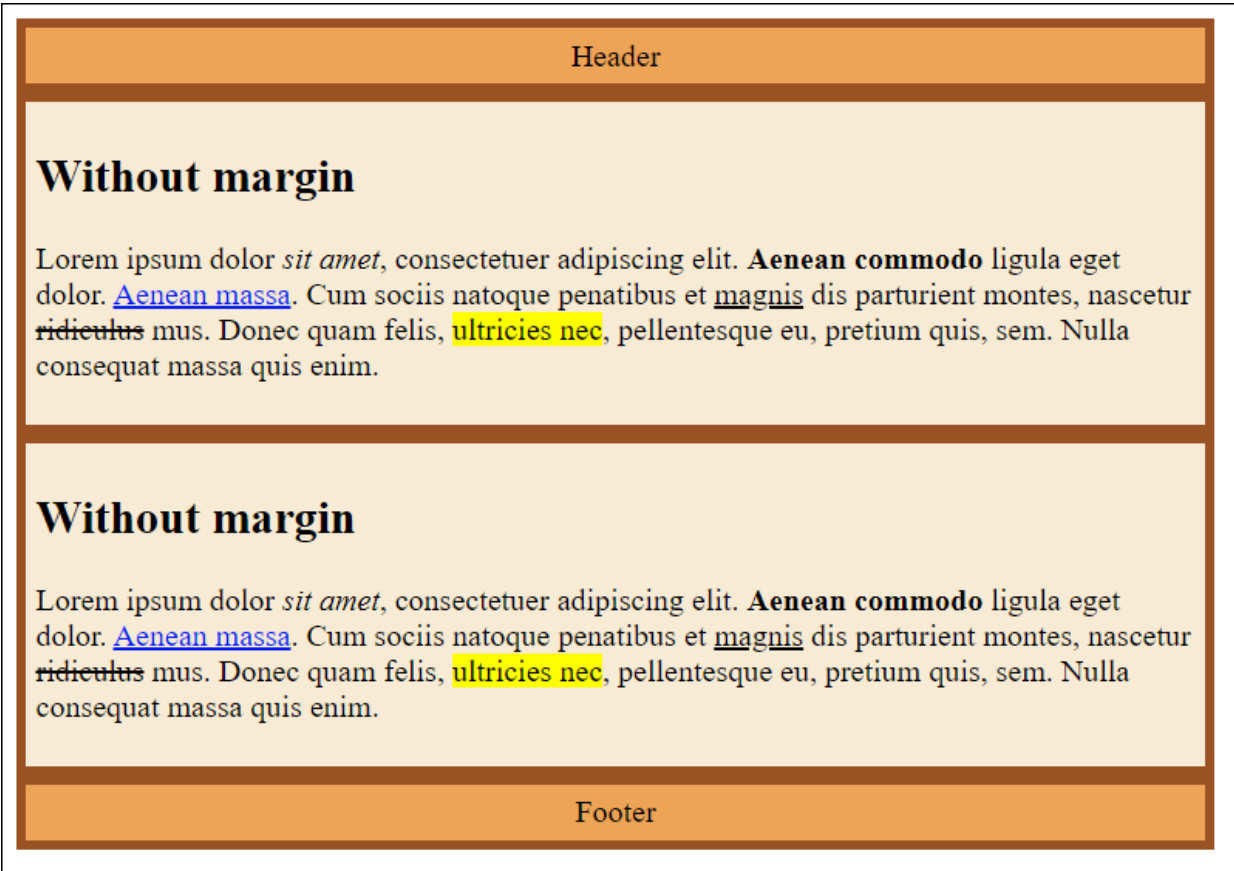 Header
Without margin
Lorem ipsum dolor sit amet, consectetuer adipiscing elit. Aenean commodo ligula eget
dolor. Aenean massa. Cum sociis natoque penatibus et magnis dis parturient montes, nascetur
ridiculus mus. Donec quam felis, ultricies nec, pellentesque eu, pretium quis, sem. Nulla
consequat massa quis enim.
Without margin
Lorem ipsum dolor sit amet, consectetuer adipiscing elit. Aenean commodo ligula eget
dolor. Aenean massa. Cum sociis natoque penatibus et magnis dis parturient montes, nascetur
ridiculus mus. Donec quam felis, ultricies nec, pellentesque eu, pretium quis, sem. Nulla
consequat massa quis enim.
Footer